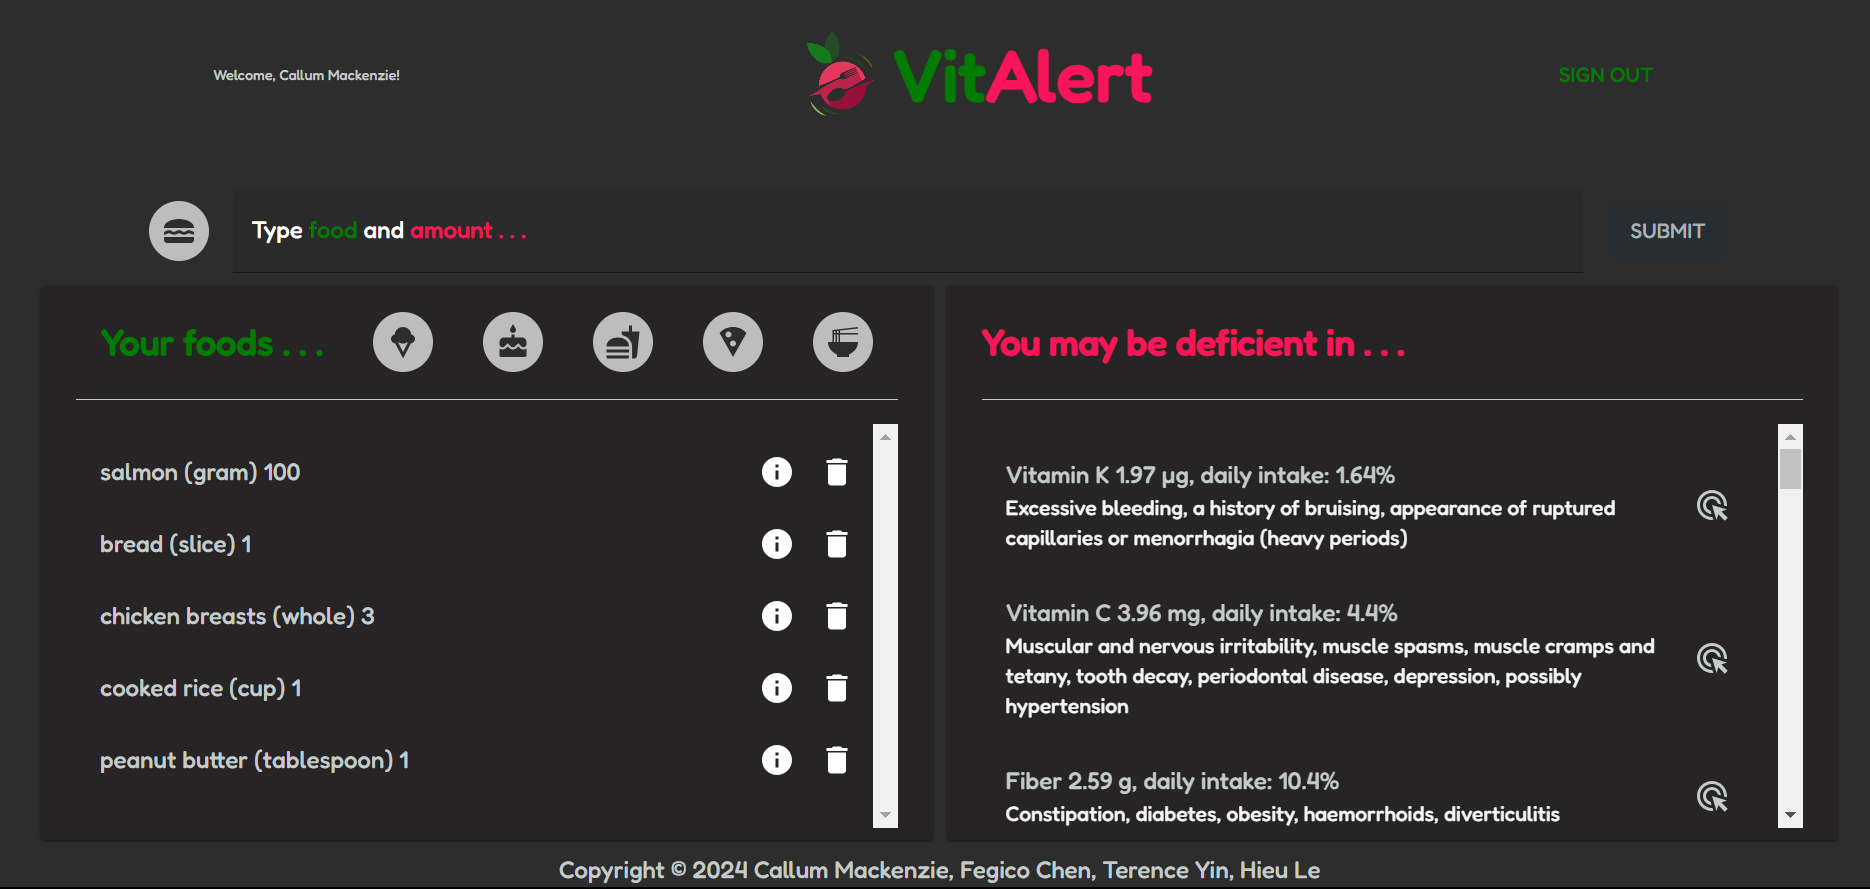 Welcome, Callum Mackenzie!
VitAlert
SIGN OUT
Type food and amount . . .
SUBMIT
Your foods . . .
salmon (gram) 100
bread (slice) 1
chicken breasts (whole) 3
cooked rice (cup) 1
peanut butter (tablespoon) 1
You may be deficient in . . .
Vitamin K 1.97 µg, daily intake: 1.64%
Excessive bleeding, a history of bruising, appearance of ruptured
capillaries or menorrhagia (heavy periods)
Vitamin C 3.96 mg, daily intake: 4.4%
Muscular and nervous irritability, muscle spasms, muscle cramps and
tetany, tooth decay, periodontal disease, depression, possibly
hypertension
Fiber 2.59 g, daily intake: 10.4%
Constipation, diabetes, obesity, haemorrhoids, diverticulitis
Copyright © 2024 Callum Mackenzie, Fegico Chen, Terence Yin, Hieu Le